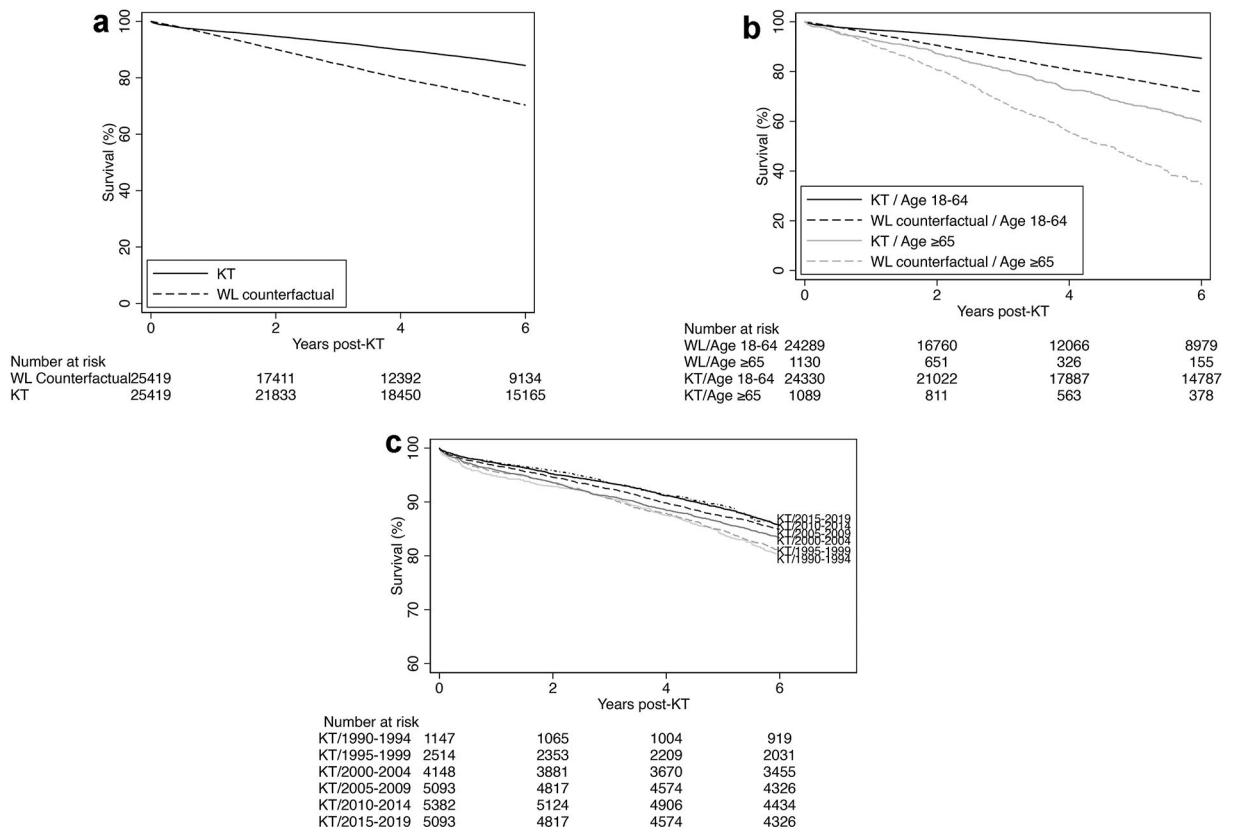 a
100
80
60
40
20
0
Survival (%)
KT
WL counterfactual
0 2 4 6
Years post-KT
Number at risk
WL Counterfactual 25419 17411 12392 9134
KT 25419 21833 18450 15165
b
100
80
60
40
20
0
Survival (%)
KT / Age 18-64
WL counterfactual / Age 18-64
KT / Age ≥65
WL counterfactual / Age ≥65
0 2 4 6
Years post-KT
Number at risk
WL/Age 18-64 24289 16760 12066 8979
WL/Age ≥65 1130 651 326 155
KT/Age 18-64 24330 21022 17887 14787
KT/Age ≥65 1089 811 563 378
c
100
90
80
70
60
Survival (%)
KT/2015-2019
KT/2010-2014
KT/2005-2009
KT/2000-2004
KT/1995-1999
KT/1990-1994
0 2 4 6
Years post-KT
Number at risk
KT/1990-1994 1147 1065 1004 919
KT/1995-1999 2514 2353 2209 2031
KT/2000-2004 4148 3881 3670 3455
KT/2005-2009 5093 4817 4574 4326
KT/2010-2014 5382 5124 4906 4434
KT/2015-2019 5093 4817 4574 4326